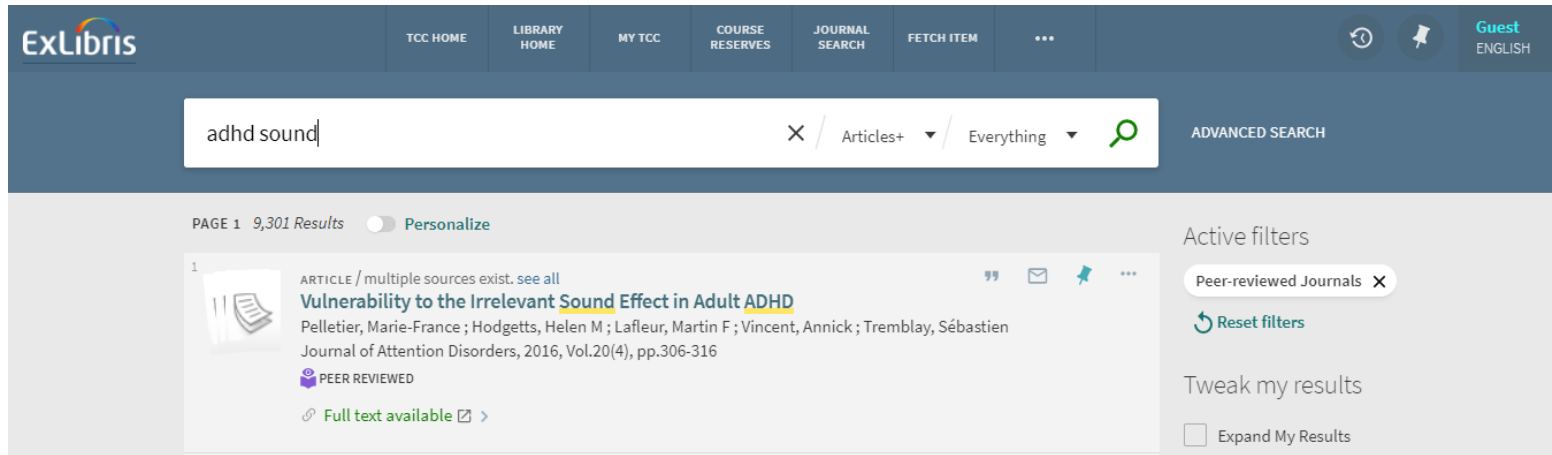 ExLibris
TCC HOME
LIBRARY
HOME
MY TCC
COURSE
RESERVES
JOURNAL
SEARCH
FETCH ITEM
Guest
ENGLISH
adhd sound
Articles+
Everything
ADVANCED SEARCH
PAGE 1 9,301 Results Personalize
1
ARTICLE / multiple sources exist. see all
Vulnerability to the Irrelevant Sound Effect in Adult ADHD
Pelletier, Marie-France ; Hodgetts, Helen M ; Lafleur, Martin F ; Vincent, Annick ; Tremblay, Sébastien
Journal of Attention Disorders, 2016, Vol.20(4), pp.306-316
PEER REVIEWED
Full text available
Active filters
Peer-reviewed Journals
Reset filters
Tweak my results
Expand My Results